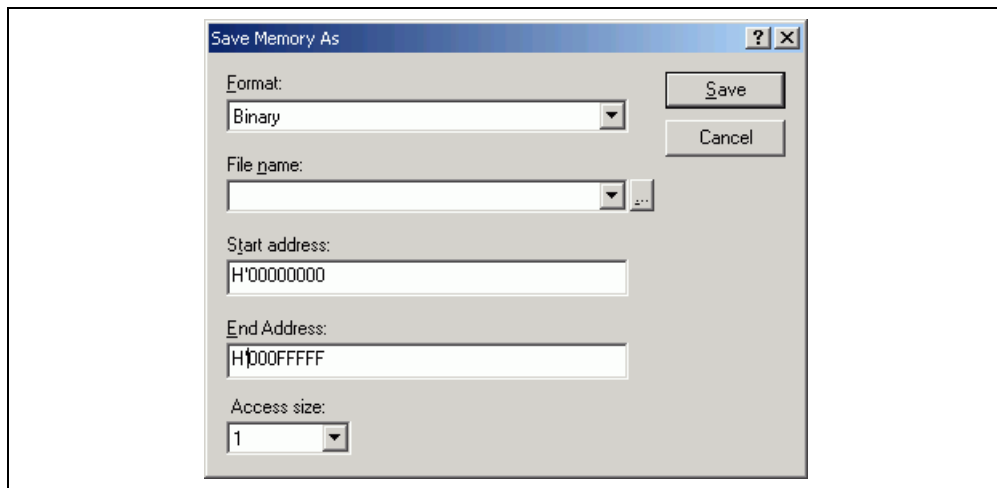 Save Memory As
Format:
Save
Binary
Cancel
File name:
...
Start address:
H'00000000
End Address:
H'000FFFFF
Access size:
1